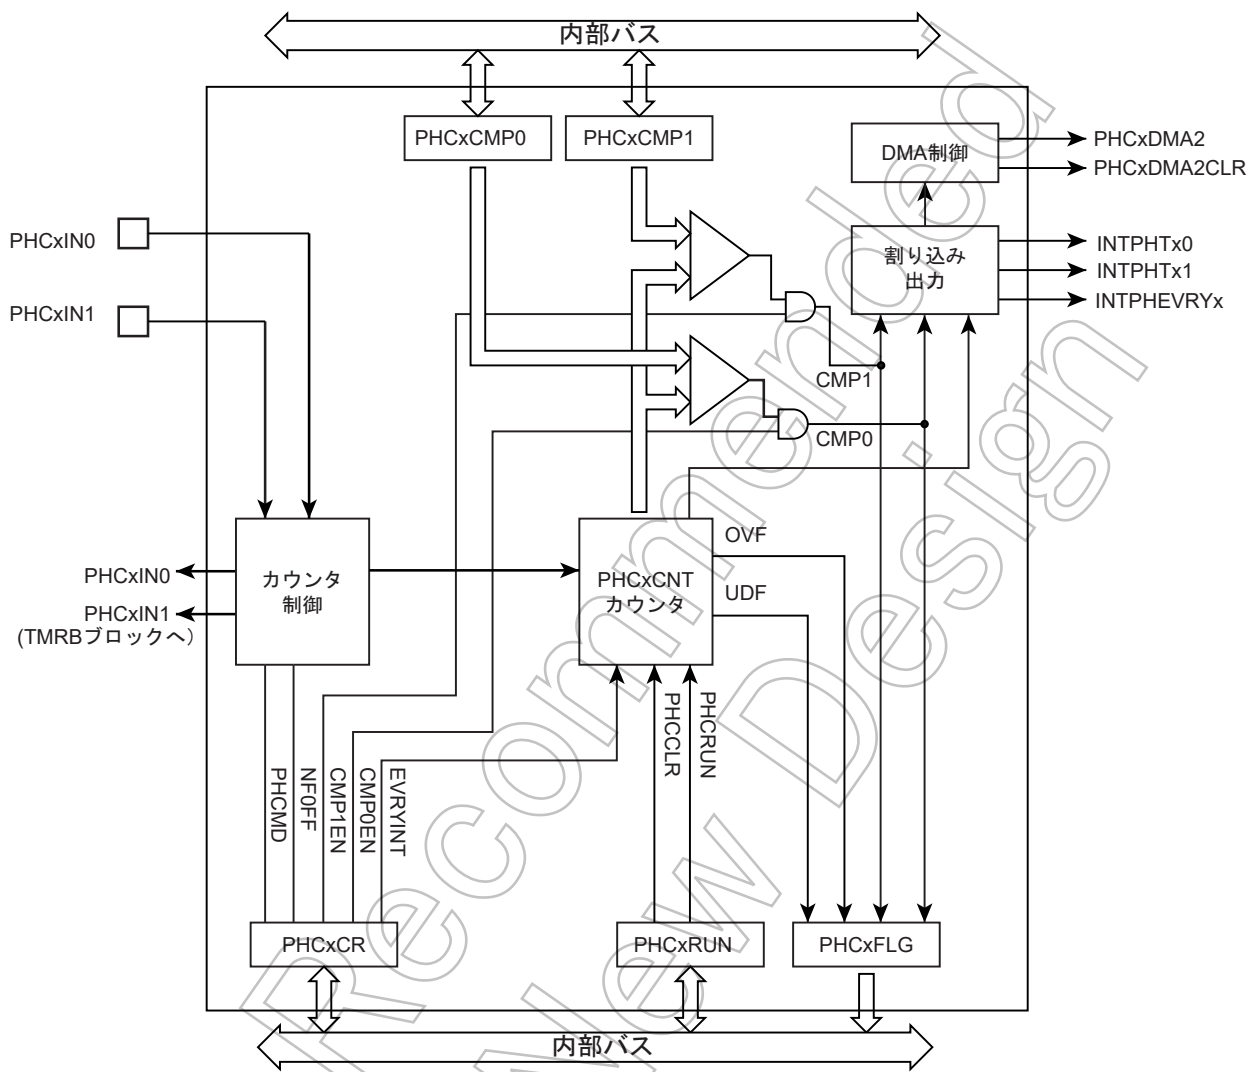 内部バス
PHCxCMP0
PHCxCMP1
DMA制御
PHCxDMA2
PHCxDMA2CLR
PHCxIN0
PHCxIN1
割り込み
出力
INTPHTx0
INTPHTx1
INTPHEVRYx
CMP1
CMP0
カウンタ
制御
PHCxIN0
PHCxIN1
(TMRBブロックへ)
PHCxCNT
カウンタ
OVF
UDF
PHCMD
NF0FF
CMP1EN
CMP0EN
EVRYINT
PHCCLR
PHCRUN
PHCxCR
PHCxRUN
PHCxFLG
内部バス
Recommended
New Design